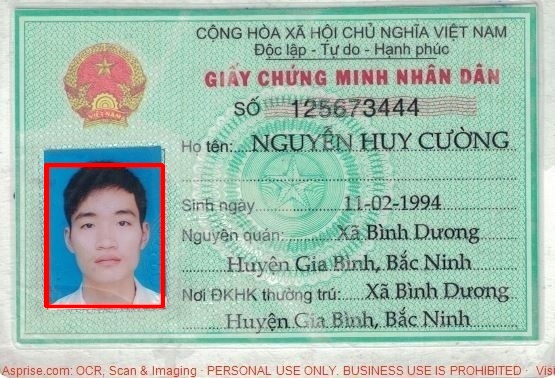 CỘNG HÒA XÃ HỘI CHỦ NGHĨA VIỆT NAM
Độc lập - Tự do - Hạnh phúc
GIẤY CHỨNG MINH NHÂN DÂN
SỐ 125673444
VIỆT NAM
Họ tên: NGUYỄN HUY CƯỜNG
Sinh ngày 11-02-1994
Nguyên quán: Xã Bình Dương
Huyện Gia Bình, Bắc Ninh
Nơi ĐKHK thường trú: Xã Bình Dương
Huyện Gia Bình, Bắc Ninh
Asprise.com: OCR, Scan & Imaging · PERSONAL USE ONLY. BUSINESS USE IS PROHIBITED · Visi